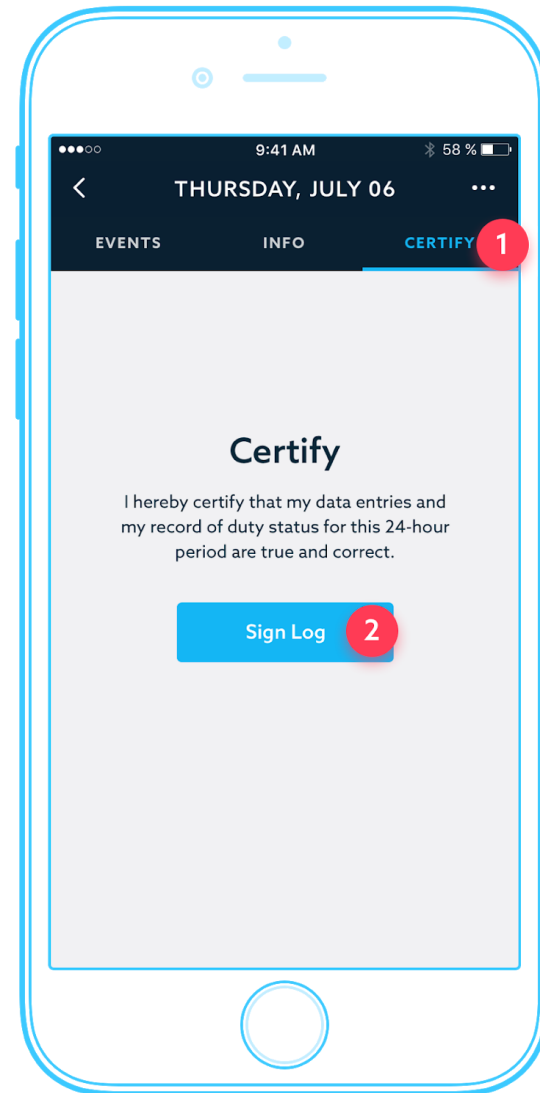 9:41 AM 58 %
THURSDAY, JULY 06
EVENTS INFO CERTIFY 1
Certify
I hereby certify that my data entries and
my record of duty status for this 24-hour
period are true and correct.
Sign Log 2